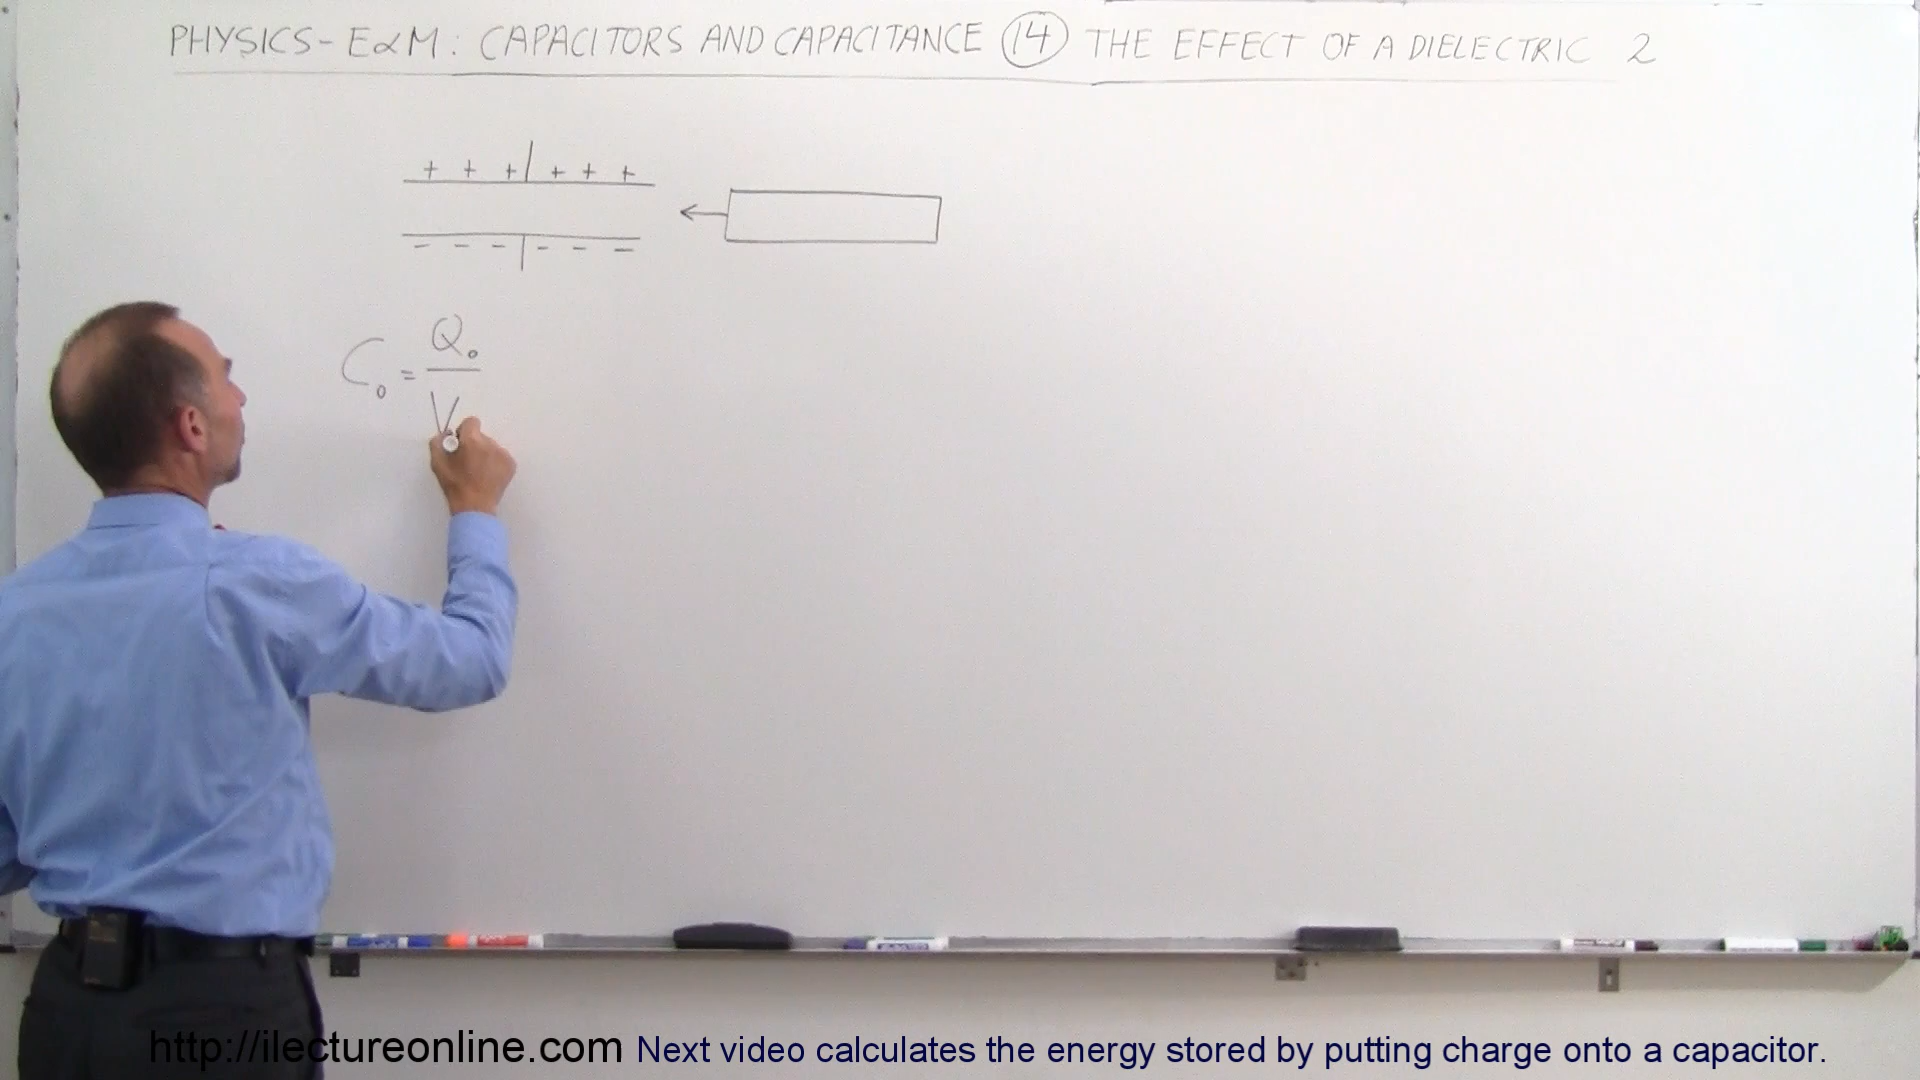 PHYSICS - E&M: CAPACITORS AND CAPACITANCE 14 THE EFFECT OF A DIELECTRIC 2
+ + + + + +
- - - - - -
C₀ = Q₀
V
http://ilectureonline.com Next video calculates the energy stored by putting charge onto a capacitor.